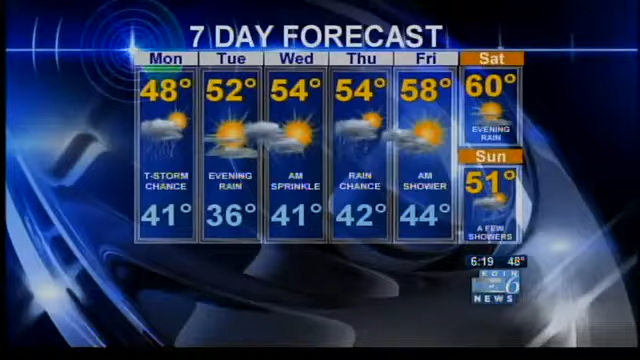 7 DAY FORECAST
Mon Tue Wed Thu Fri Sat
48° 52° 54° 54° 58° 60°
T-STORM CHANCE
EVENING RAIN
AM SPRINKLE
RAIN CHANCE
AM SHOWER
EVENING RAIN
41° 36° 41° 42° 44°
Sun
51°
A FEW SHOWERS
6:19 48°
KOIN
6
NEWS